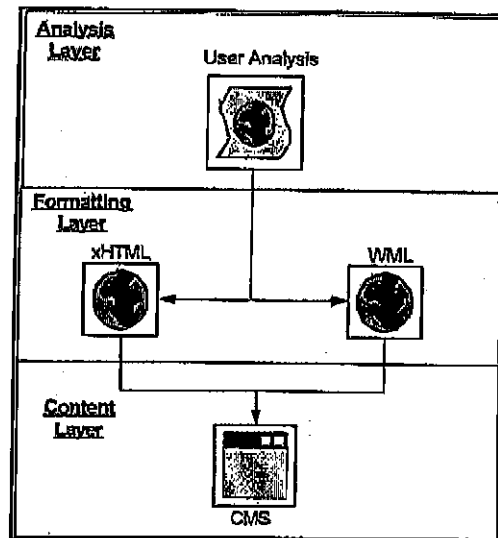 Analysis
Layer
User Analysis
Formatting
Layer
xHTML
WML
Content
Layer
CMS